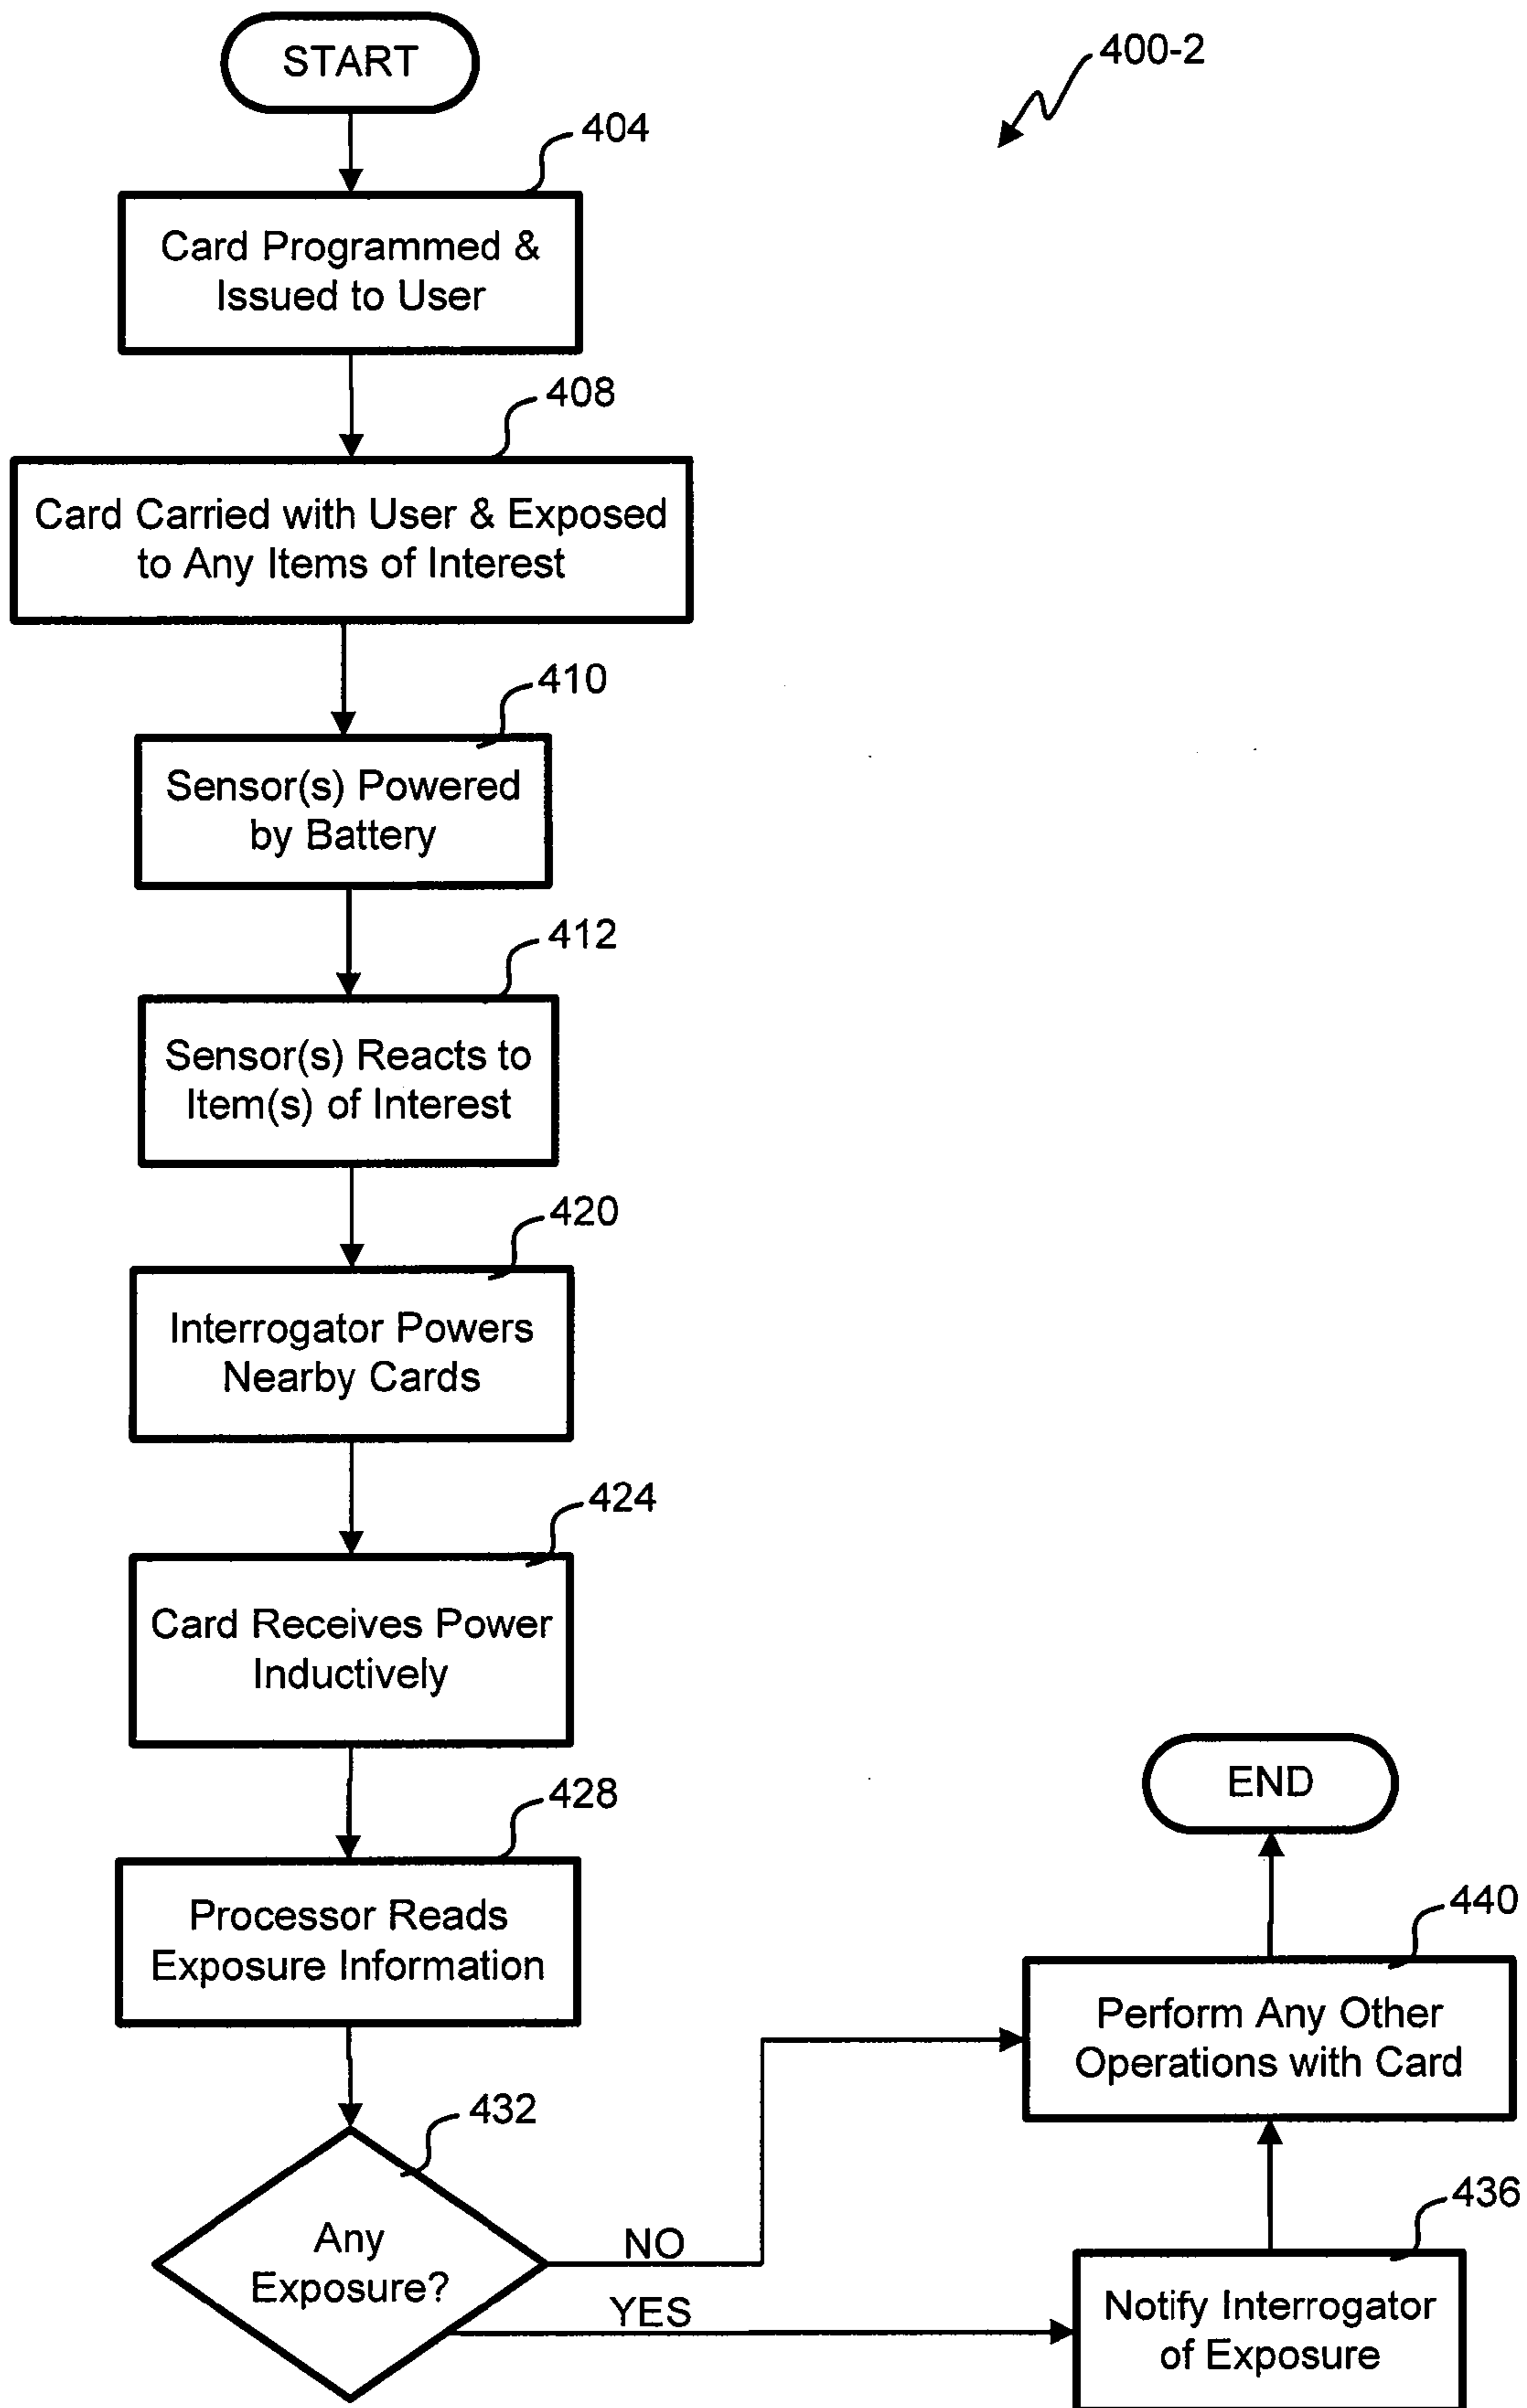 START
400-2
404
Card Programmed &
Issued to User
408
Card Carried with User & Exposed
to Any Items of Interest
410
Sensor(s) Powered
by Battery
412
Sensor(s) Reacts to
Item(s) of Interest
420
Interrogator Powers
Nearby Cards
424
Card Receives Power
Inductively
428
Processor Reads
Exposure Information
432
Any
Exposure?
NO
YES
END
440
Perform Any Other
Operations with Card
436
Notify Interrogator
of Exposure